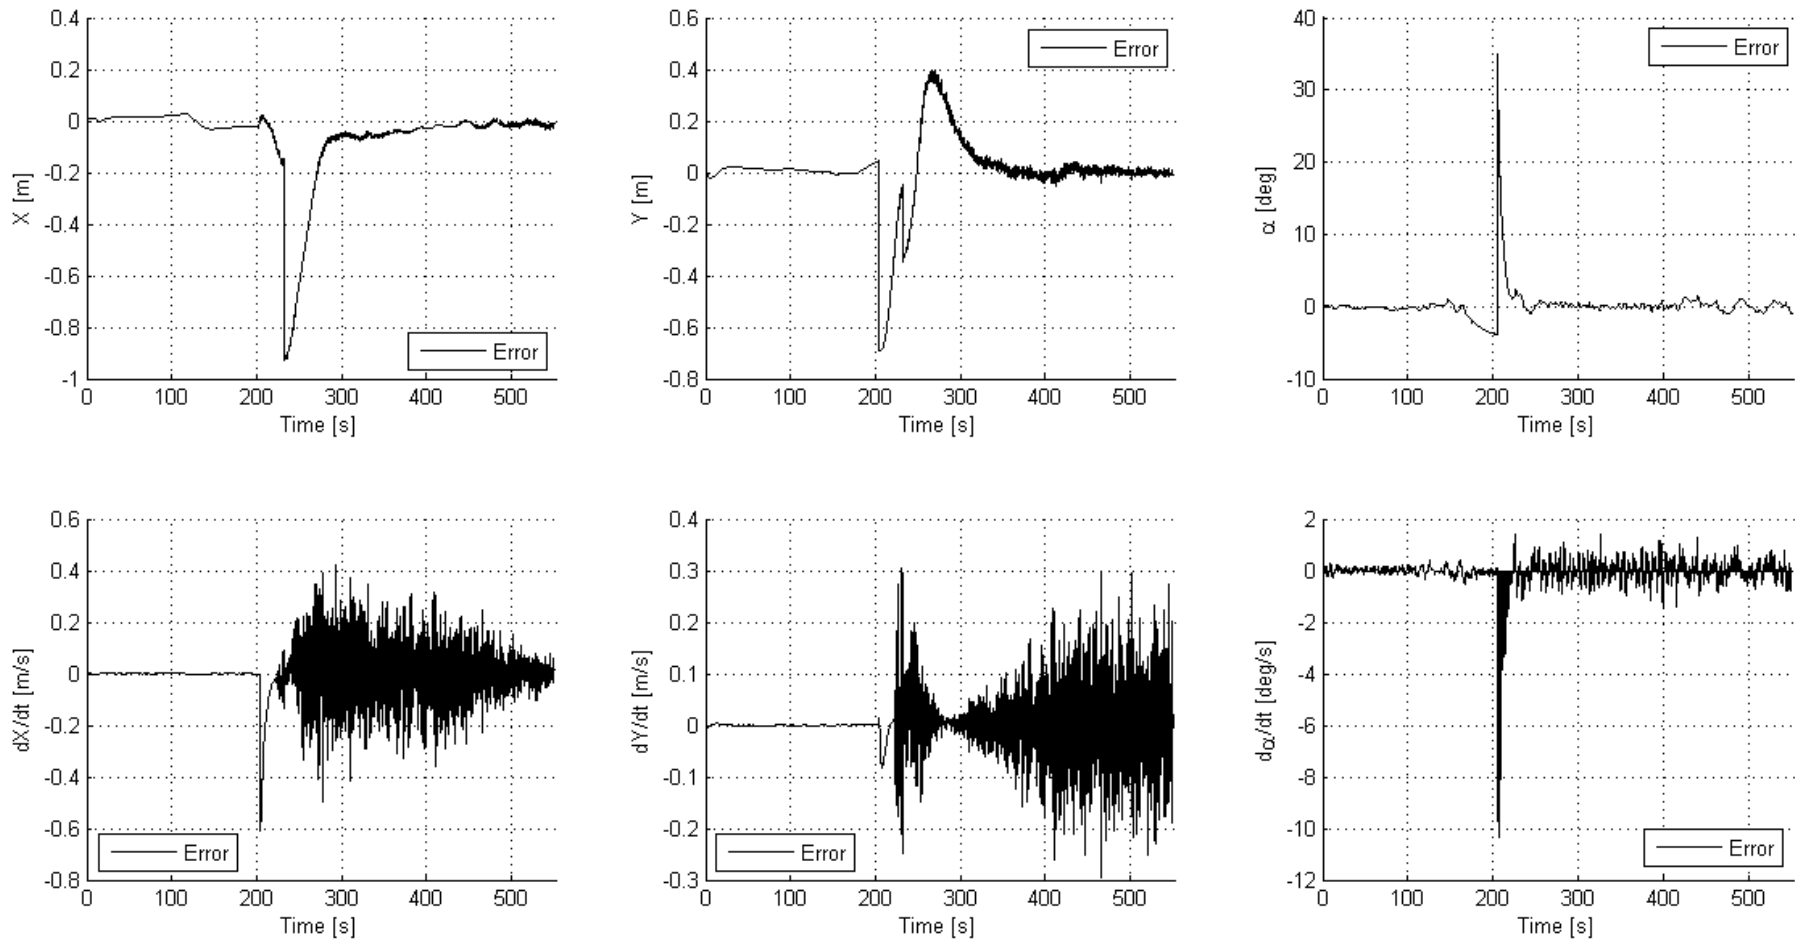 0.4
0.2
0
-0.2
-0.4
-0.6
-0.8
-1
X [m]
Error
0 100 200 300 400 500
Time [s]
0.6
0.4
0.2
0
-0.2
-0.4
-0.6
-0.8
Y [m]
Error
0 100 200 300 400 500
Time [s]
40
30
20
10
0
-10
α [deg]
Error
0 100 200 300 400 500
Time [s]
0.6
0.4
0.2
0
-0.2
-0.4
-0.6
-0.8
dX/dt [m/s]
Error
0 100 200 300 400 500
Time [s]
0.4
0.3
0.2
0.1
0
-0.1
-0.2
-0.3
dY/dt [m/s]
Error
0 100 200 300 400 500
Time [s]
2
0
-2
-4
-6
-8
-10
-12
dα/dt [deg/s]
Error
0 100 200 300 400 500
Time [s]